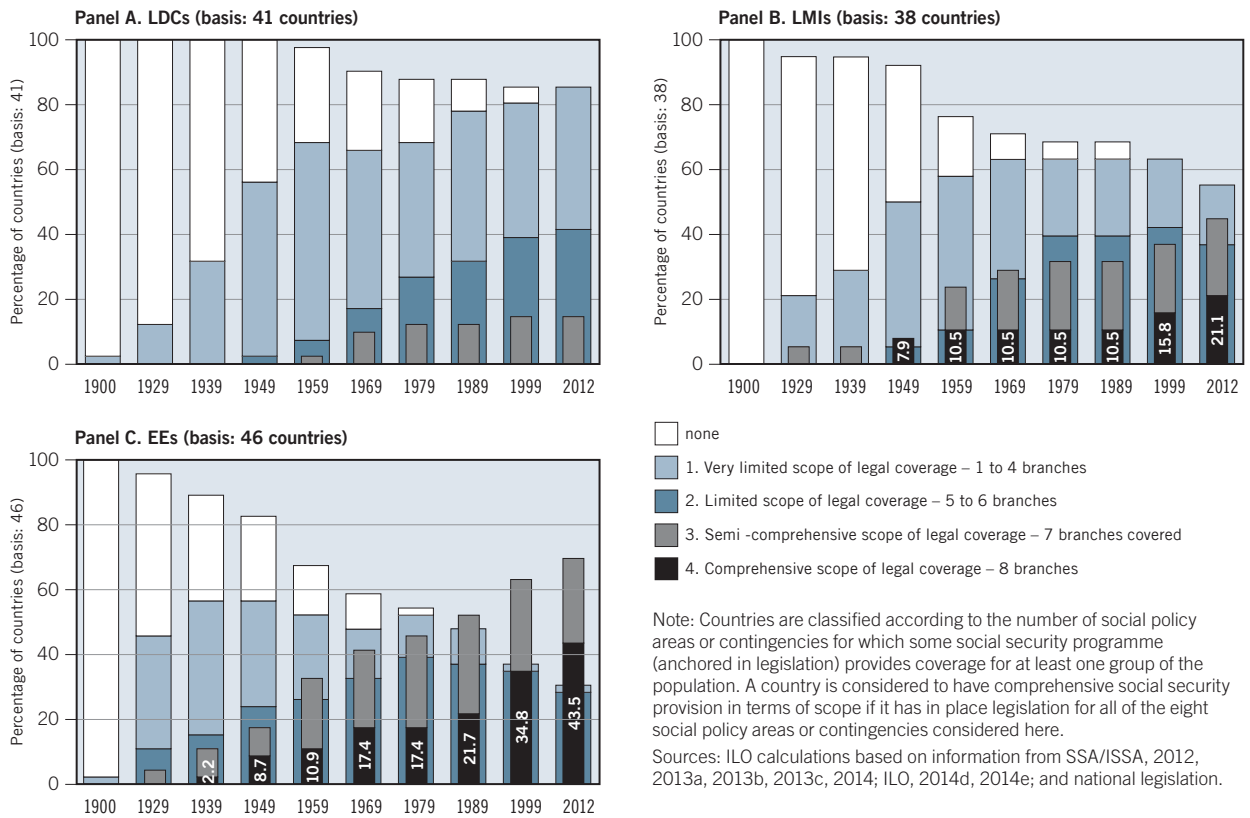 Panel A. LDCs (basis: 41 countries)
Percentage of countries (basis: 41)
100
80
60
40
20
0
1900 1929 1939 1949 1959 1969 1979 1989 1999 2012
Panel B. LMIs (basis: 38 countries)
Percentage of countries (basis: 38)
100
80
60
40
20
0
7.9 10.5 10.5 10.5 10.5 15.8 21.1
1900 1929 1939 1949 1959 1969 1979 1989 1999 2012
Panel C. EEs (basis: 46 countries)
Percentage of countries (basis: 46)
100
80
60
40
20
0
2.2 8.7 10.9 17.4 17.4 21.7 34.8 43.5
1900 1929 1939 1949 1959 1969 1979 1989 1999 2012
none
1. Very limited scope of legal coverage – 1 to 4 branches
2. Limited scope of legal coverage – 5 to 6 branches
3. Semi -comprehensive scope of legal coverage – 7 branches covered
4. Comprehensive scope of legal coverage – 8 branches
Note: Countries are classified according to the number of social policy
areas or contingencies for which some social security programme
(anchored in legislation) provides coverage for at least one group of the
population. A country is considered to have comprehensive social security
provision in terms of scope if it has in place legislation for all of the eight
social policy areas or contingencies considered here.
Sources: ILO calculations based on information from SSA/ISSA, 2012,
2013a, 2013b, 2013c, 2014; ILO, 2014d, 2014e; and national legislation.